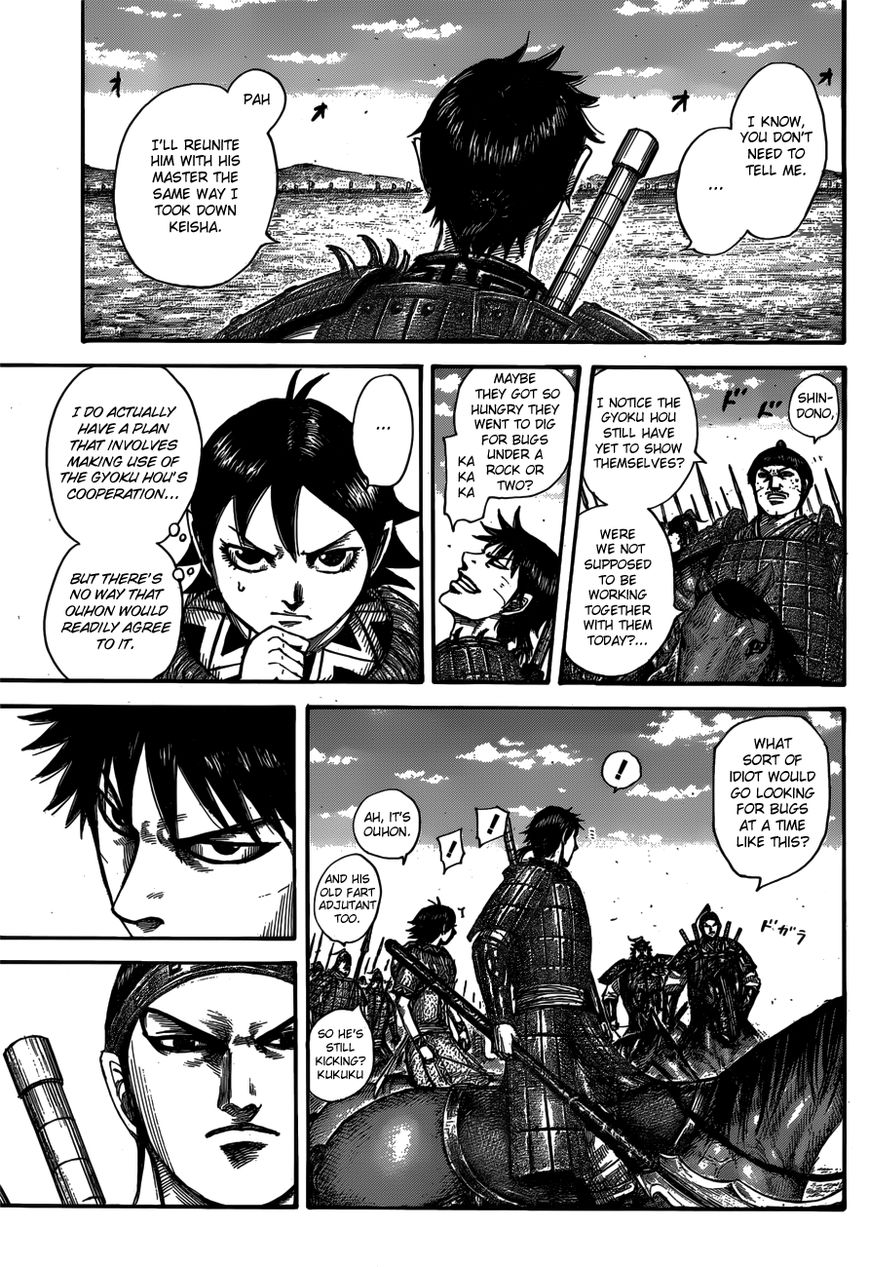 I KNOW,
YOU DON'T
NEED TO
TELL ME.
...
PAH
I'LL REUNITE
HIM WITH HIS
MASTER THE
SAME WAY I
TOOK DOWN
KEISHA.
SHIN-
DONO,
I NOTICE THE
GYOKU HOU
STILL HAVE
YET TO SHOW
THEMSELVES?
WERE
WE NOT
SUPPOSED
TO BE
WORKING
TOGETHER
WITH THEM
TODAY?...
ド
ド
MAYBE
THEY GOT SO
HUNGRY THEY
WENT TO DIG
FOR BUGS
UNDER A
ROCK OR
TWO?
KA
KA
KA
...
I DO ACTUALLY
HAVE A PLAN
THAT INVOLVES
MAKING USE OF
THE GYOKU HOU'S
COOPERATION...
BUT THERE'S
NO WAY THAT
OUHON WOULD
READILY AGREE
TO IT.
WHAT
SORT OF
IDIOT WOULD
GO LOOKING
FOR BUGS
AT A TIME
LIKE THIS?
ドガラ
!
!
!
AH, IT'S
OUHON.
AND HIS
OLD FART
ADJUTANT
TOO.
SO HE'S
STILL
KICKING?
KUKUKU